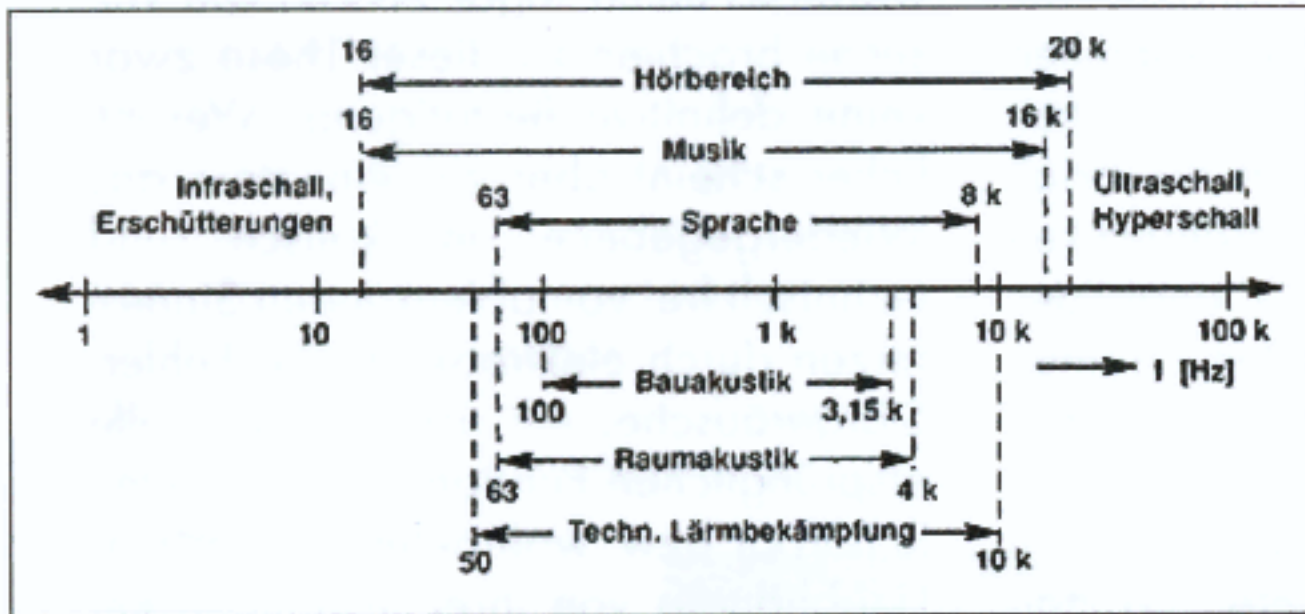 16 20 k
Hörbereich
16 16 k
Musik
Infraschall,
Erschütterungen
63 8 k
Sprache
Ultraschall,
Hyperschall
1 10 100 1 k 10 k 100 k
f [Hz]
Bauakustik
100 3,15 k
Raumakustik
63 4 k
Techn. Lärmbekämpfung
50 10 k